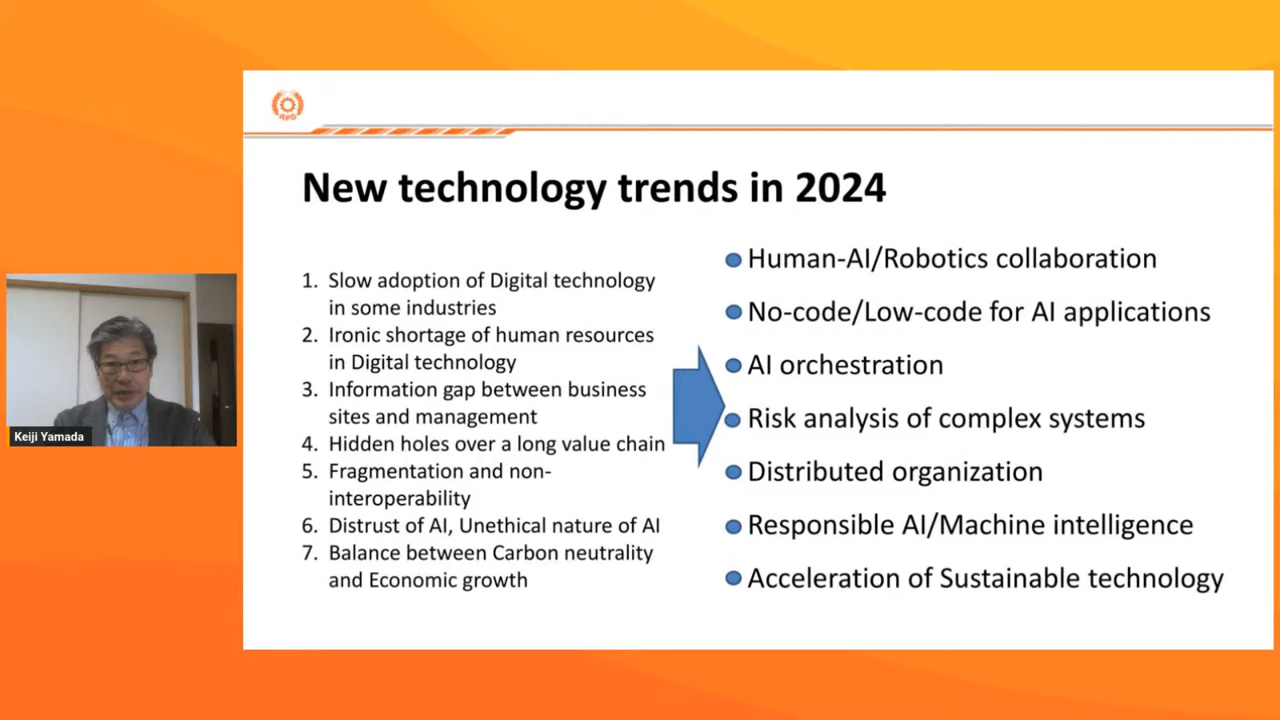 New technology trends in 2024
1. Slow adoption of Digital technology
in some industries
2. Ironic shortage of human resources
in Digital technology
3. Information gap between business
sites and management
4. Hidden holes over a long value chain
5. Fragmentation and non-
interoperability
6. Distrust of AI, Unethical nature of AI
7. Balance between Carbon neutrality
and Economic growth
Human-AI/Robotics collaboration
No-code/Low-code for AI applications
AI orchestration
Risk analysis of complex systems
Distributed organization
Responsible AI/Machine intelligence
Acceleration of Sustainable technology
Keiji Yamada